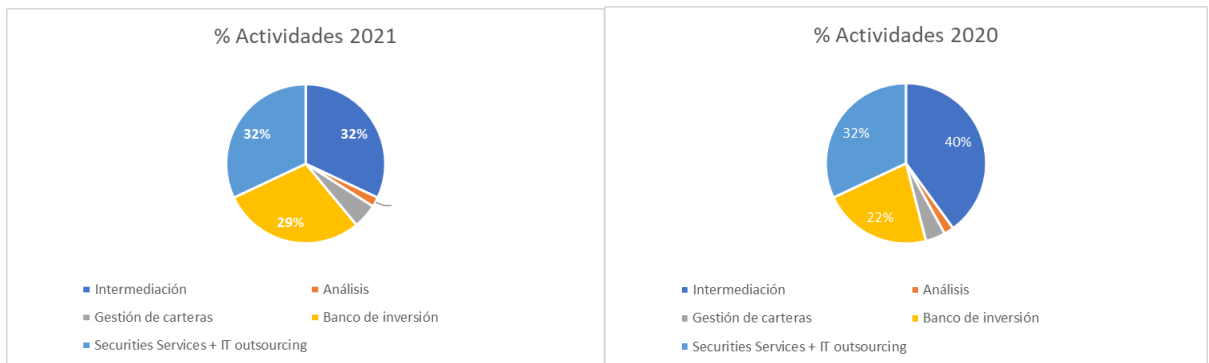 % Actividades 2021
32%
32%
29%
Intermediación
Análisis
Gestión de carteras
Banco de inversión
Securities Services + IT outsourcing
% Actividades 2020
32%
40%
22%
Intermediación
Análisis
Gestión de carteras
Banco de inversión
Securities Services + IT outsourcing